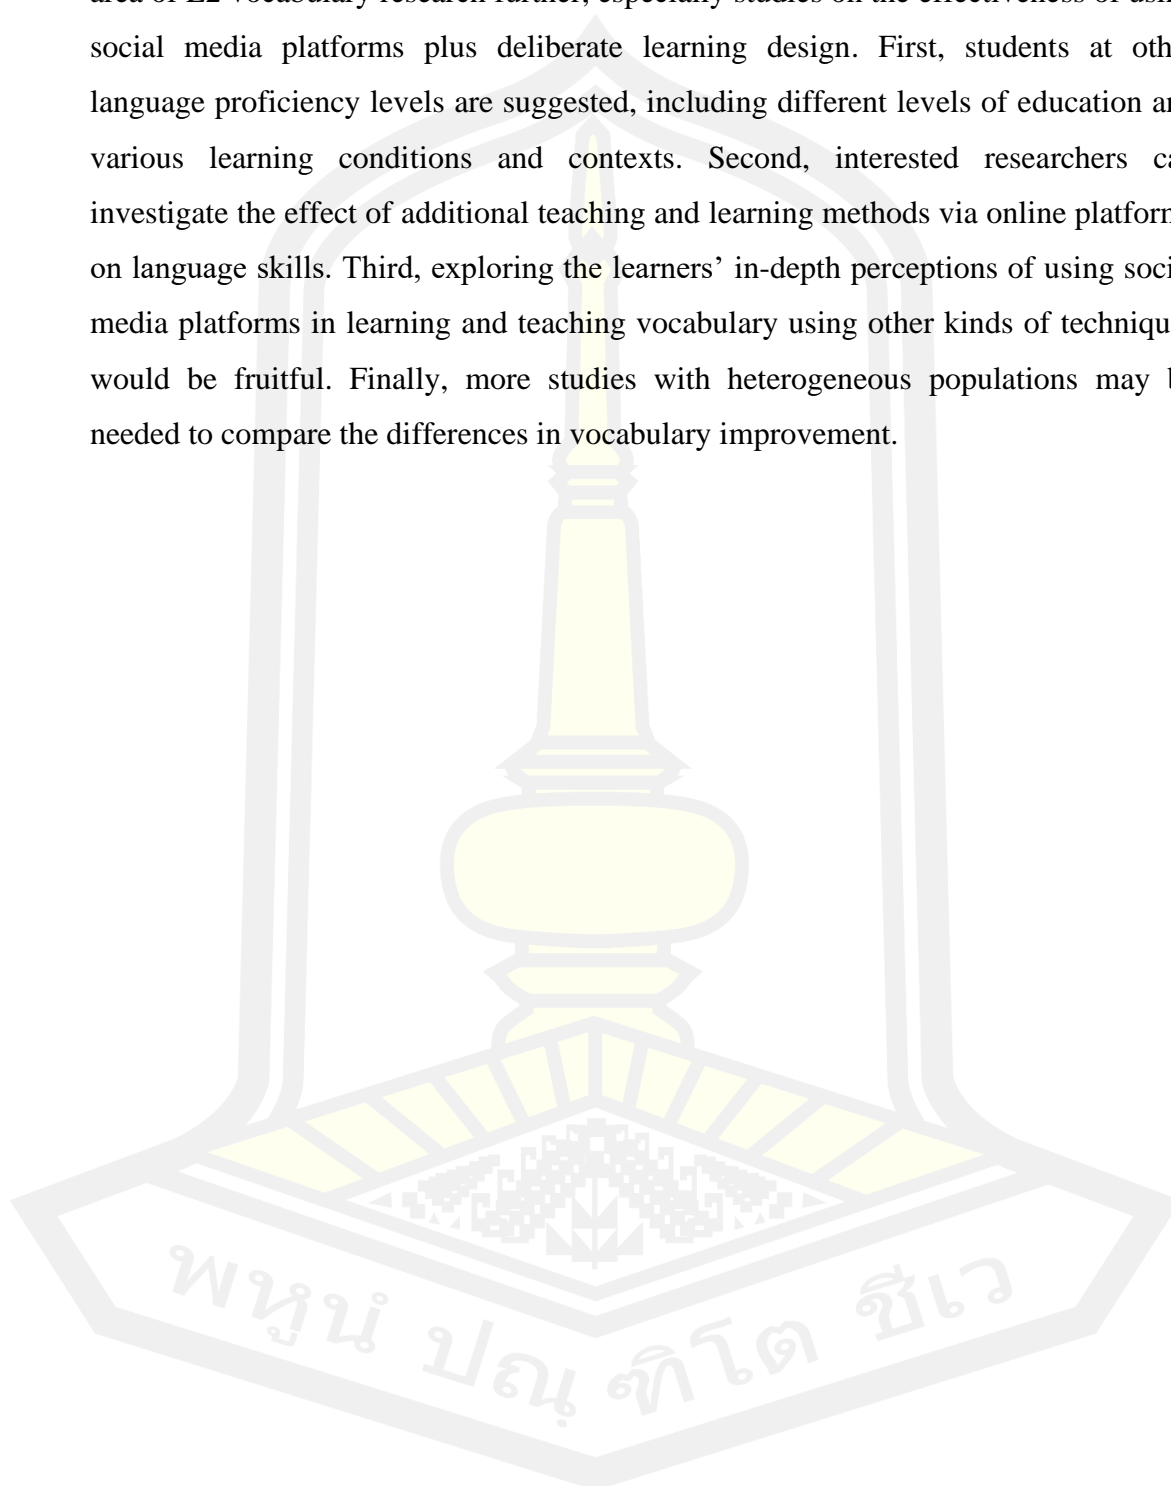 social media platforms plus deliberate learning design. First, students at oth
language proficiency levels are suggested, including different levels of education an
various learning conditions and contexts. Second, interested researchers ca
investigate the effect of additional teaching and learning methods via online platform
on language skills. Third, exploring the learners’ in-depth perceptions of using soci
media platforms in learning and teaching vocabulary using other kinds of techniqu
would be fruitful. Finally, more studies with heterogeneous populations may b
needed to compare the differences in vocabulary improvement.
พหูนํ ปณฺฑิโต ชีเว